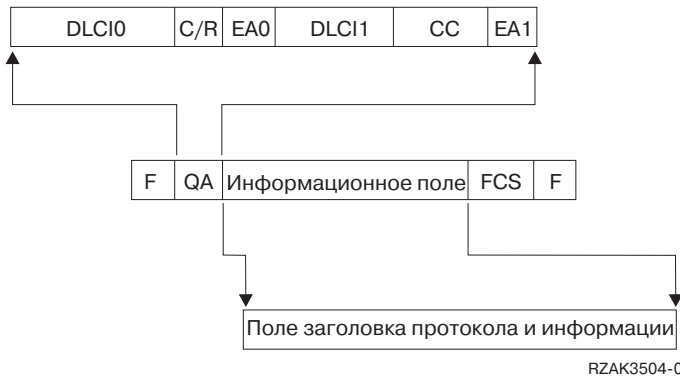 DLCI0 C/R EA0 DLCI1 CC EA1
F QA Информационное поле FCS F
Поле заголовка протокола и информации
RZAK3504-0